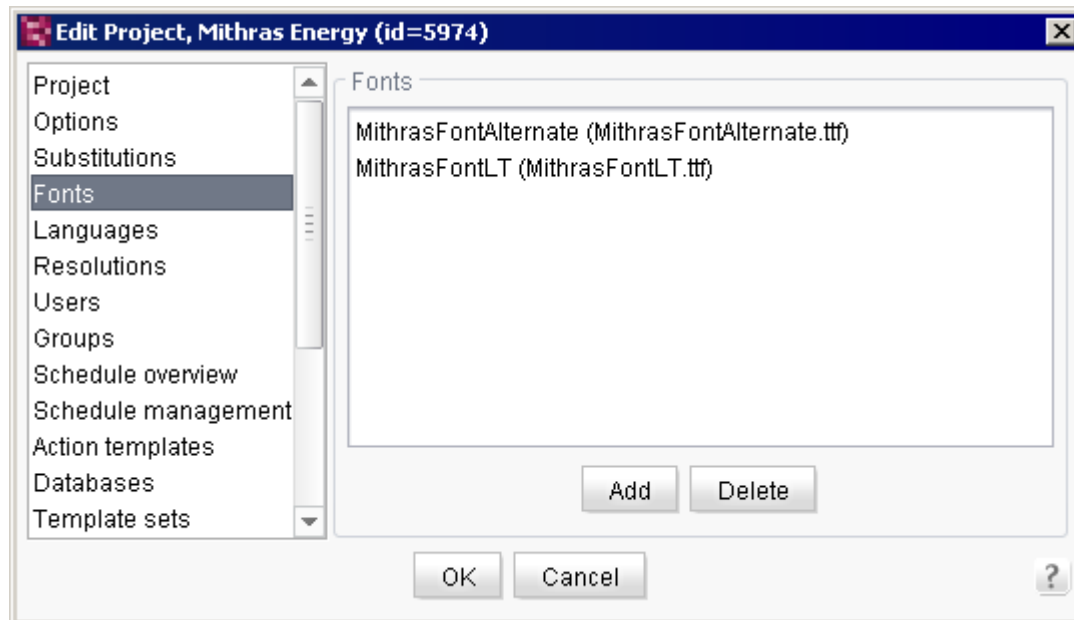 Edit Project, Mithras Energy (id=5974)
Project
Options
Substitutions
Fonts
Languages
Resolutions
Users
Groups
Schedule overview
Schedule management
Action templates
Databases
Template sets
Fonts
MithrasFontAlternate (MithrasFontAlternate.ttf)
MithrasFontLT (MithrasFontLT.ttf)
Add Delete
OK Cancel ?